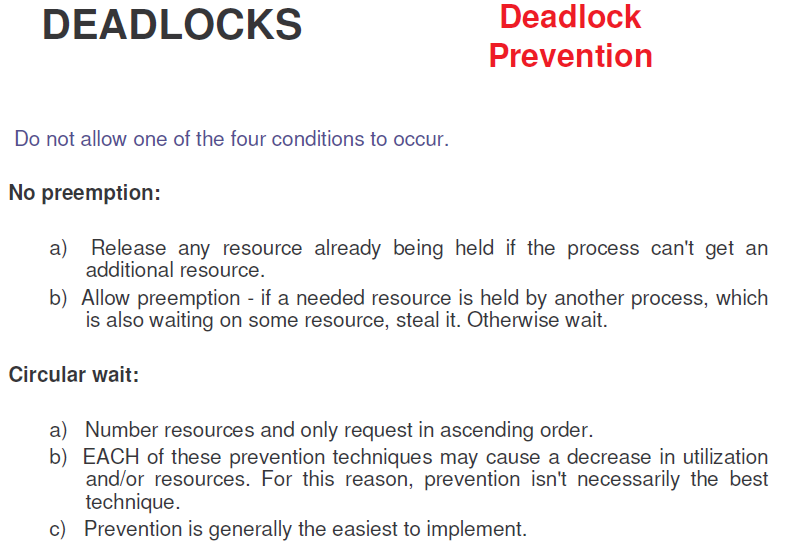 DEADLOCKS
Deadlock
Prevention
Do not allow one of the four conditions to occur.
No preemption:
a) Release any resource already being held if the process can't get an
additional resource.
b) Allow preemption - if a needed resource is held by another process, which
is also waiting on some resource, steal it. Otherwise wait.
Circular wait:
a) Number resources and only request in ascending order.
b) EACH of these prevention techniques may cause a decrease in utilization
and/or resources. For this reason, prevention isn't necessarily the best
technique.
c) Prevention is generally the easiest to implement.